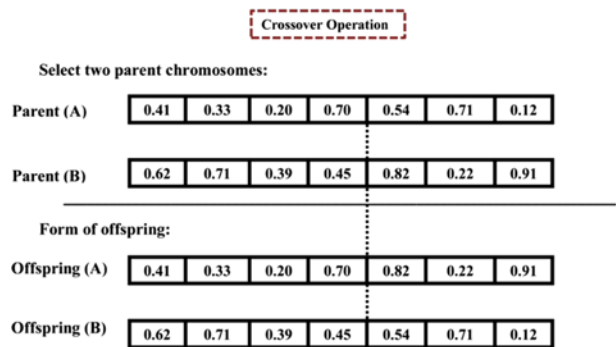 Crossover Operation
Select two parent chromosomes:
Parent (A) 0.41 0.33 0.20 0.70 0.54 0.71 0.12
Parent (B) 0.62 0.71 0.39 0.45 0.82 0.22 0.91
Form of offspring:
Offspring (A) 0.41 0.33 0.20 0.70 0.82 0.22 0.91
Offspring (B) 0.62 0.71 0.39 0.45 0.54 0.71 0.12